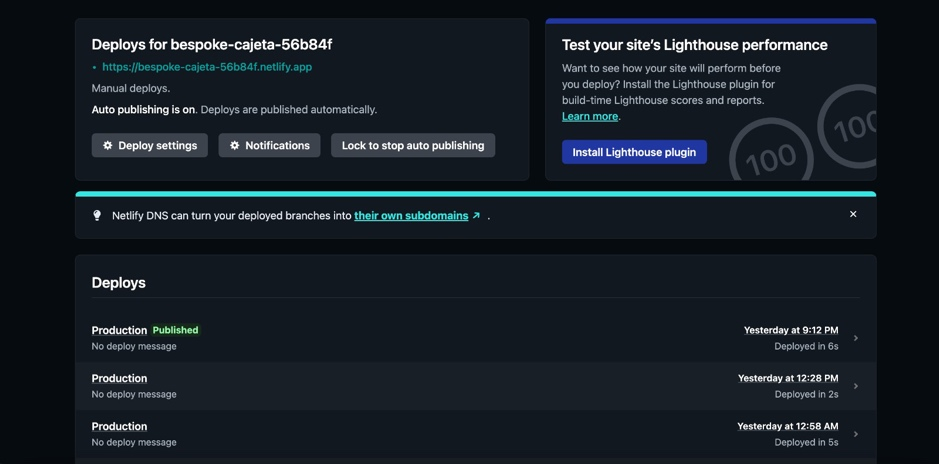 Deploys for bespoke-cajeta-56b84f
• https://bespoke-cajeta-56b84f.netlify.app
Manual deploys.
Auto publishing is on. Deploys are published automatically.
Deploy settings
Notifications
Lock to stop auto publishing
Test your site’s Lighthouse performance
Want to see how your site will perform before
you deploy? Install the Lighthouse plugin for
build-time Lighthouse scores and reports.
Learn more.
Install Lighthouse plugin
100
100
Netlify DNS can turn your deployed branches into their own subdomains ↗ .
Deploys
Production Published
Yesterday at 9:12 PM
No deploy message
Deployed in 6s
Production
Yesterday at 12:28 PM
No deploy message
Deployed in 2s
Production
Yesterday at 12:58 AM
No deploy message
Deployed in 5s